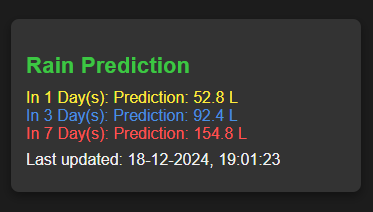 Rain Prediction
In 1 Day(s): Prediction: 52.8 L
In 3 Day(s): Prediction: 92.4 L
In 7 Day(s): Prediction: 154.8 L
Last updated: 18-12-2024, 19:01:23